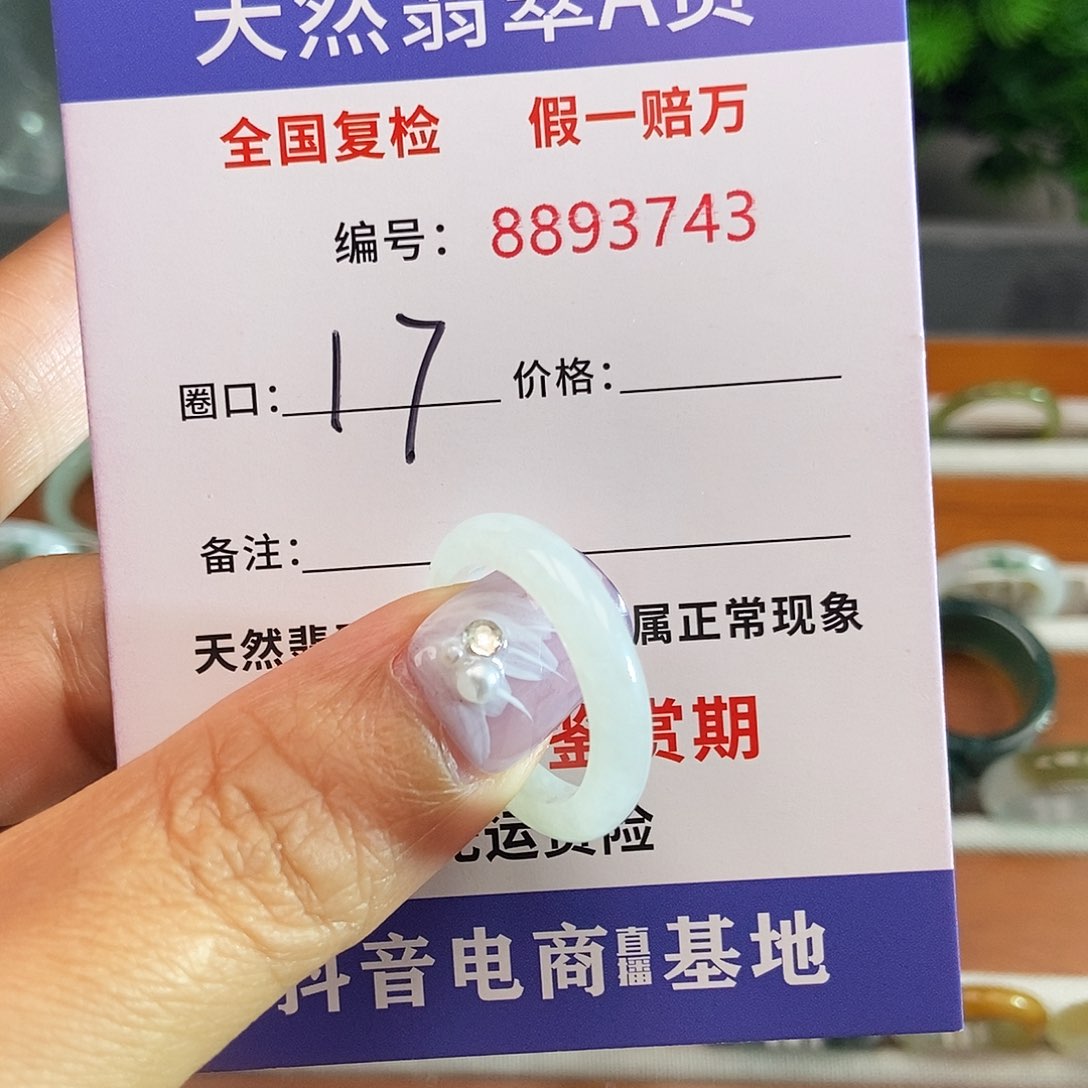 天然翡翠A货
全国复检 假一赔万
编号：8893743
圈口：17 价格：
备注：
天然翡 属正常现象
鉴赏期
运费险
抖音电商直播基地